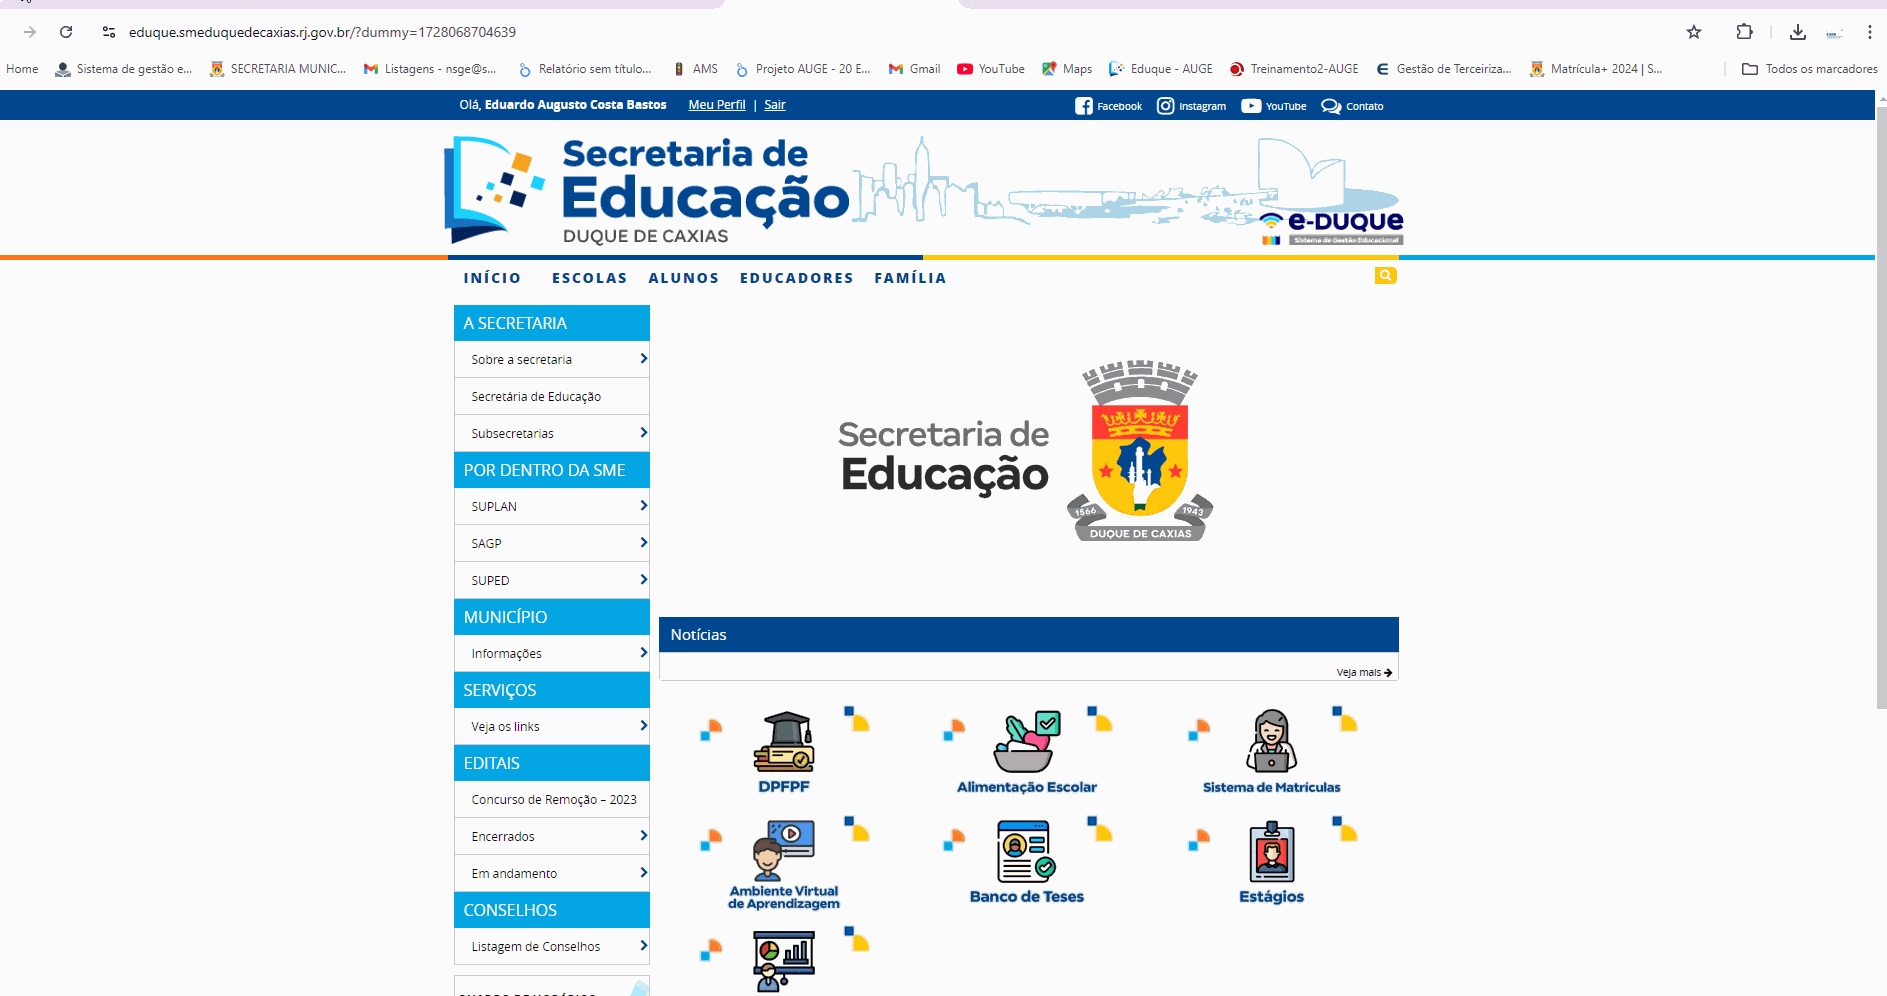 eduque.smeduquedecaxias.rj.gov.br/?dummy=1728068704639
Home Sistema de gestão e... SECRETARIA MUNIC... Listagens - nsge@s... Relatório sem título... AMS Projeto AUGE - 20 E... Gmail YouTube Maps Eduque - AUGE Treinamento2-AUGE Gestão de Terceiriza... Matrícula+ 2024 | S... Todos os marcadores
Olá, Eduardo Augusto Costa Bastos Meu Perfil | Sair Facebook Instagram YouTube Contato
Secretaria de
Educação
DUQUE DE CAXIAS
e-DUQUE
Sistema de Gestão Educacional
INÍCIO ESCOLAS ALUNOS EDUCADORES FAMÍLIA
A SECRETARIA
Sobre a secretaria
Secretária de Educação
Subsecretarias
POR DENTRO DA SME
SUPLAN
SAGP
SUPED
MUNICÍPIO
Informações
SERVIÇOS
Veja os links
EDITAIS
Concurso de Remoção – 2023
Encerrados
Em andamento
CONSELHOS
Listagem de Conselhos
Secretaria de
Educação
1566 1943
DUQUE DE CAXIAS
Notícias
Veja mais
DPFPF Alimentação Escolar Sistema de Matrículas
Ambiente Virtual
de Aprendizagem
Banco de Teses
Estágios